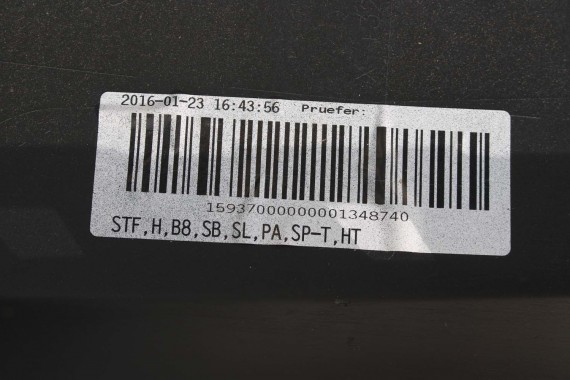 2016-01-23 16:43:56 Pruefer:
15937000000001348740
STF,H,B8,SB,SL,PA,SP-T,HT